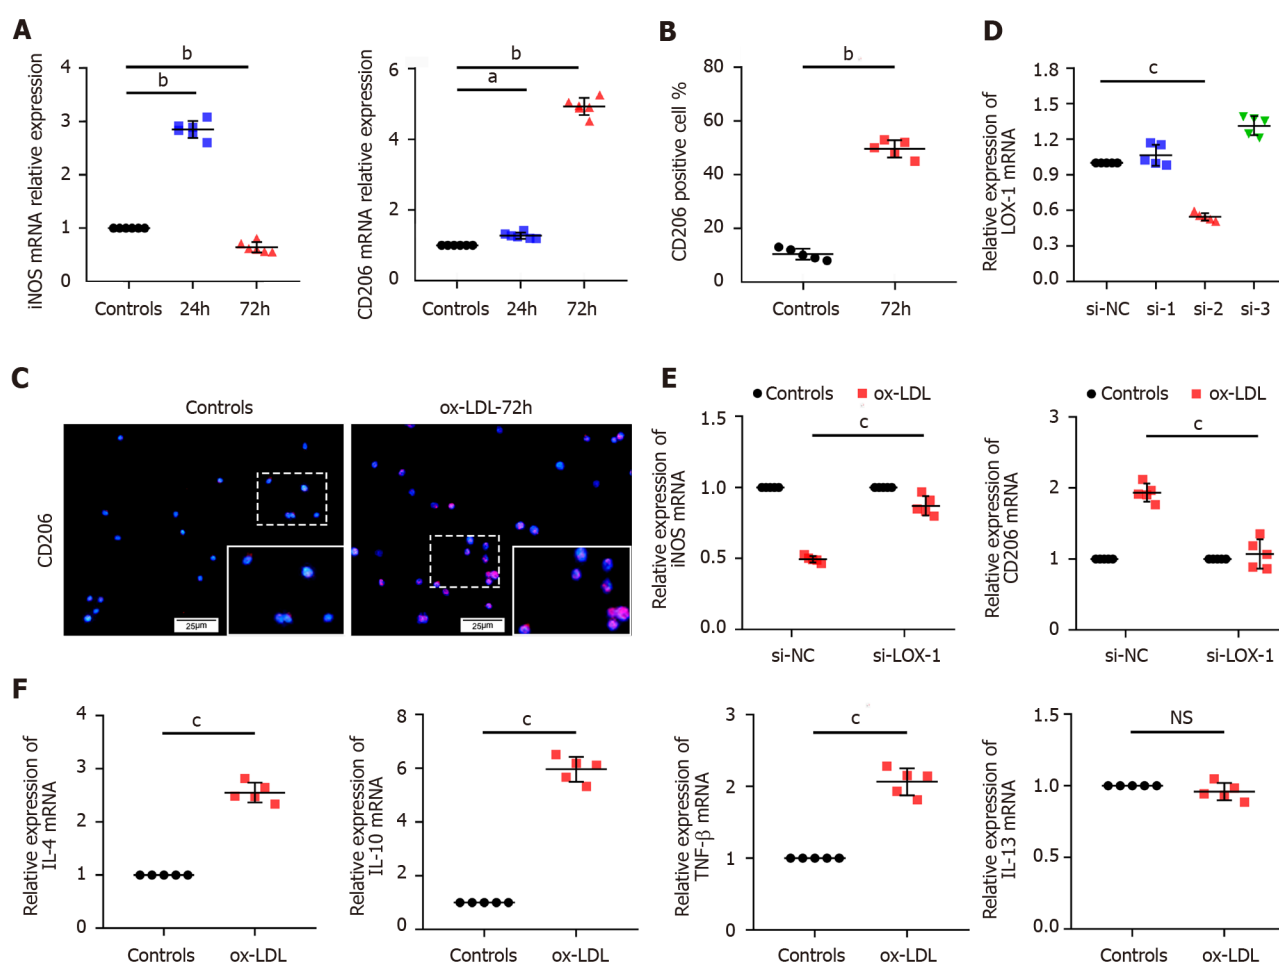 A
iNOS mRNA relative expression
4
3
2
1
0
b
b
Controls
24h
72h
CD206 mRNA relative expression
6
4
2
0
b
a
Controls
24h
72h
B
CD206 positive cell %
80
60
40
20
0
b
Controls
72h
D
Relative expression of
LOX-1 mRNA
1.8
1.5
1.2
0.9
0.6
0.3
0.0
c
si-NC
si-1
si-2
si-3
C
Controls
ox-LDL-72h
CD206
25μm
25μm
E
Controls
ox-LDL
Relative expression of
iNOS mRNA
1.5
1.0
0.5
0.0
c
si-NC
si-LOX-1
Controls
ox-LDL
Relative expression of
CD206 mRNA
3
2
1
0
c
si-NC
si-LOX-1
F
Relative expression of
IL-4 mRNA
4
3
2
1
0
c
Controls
ox-LDL
Relative expression of
IL-10 mRNA
8
6
4
2
0
c
Controls
ox-LDL
Relative expression of
TNF-β mRNA
3
2
1
0
c
Controls
ox-LDL
Relative expression of
IL-13 mRNA
1.5
1.0
0.5
0.0
NS
Controls
ox-LDL